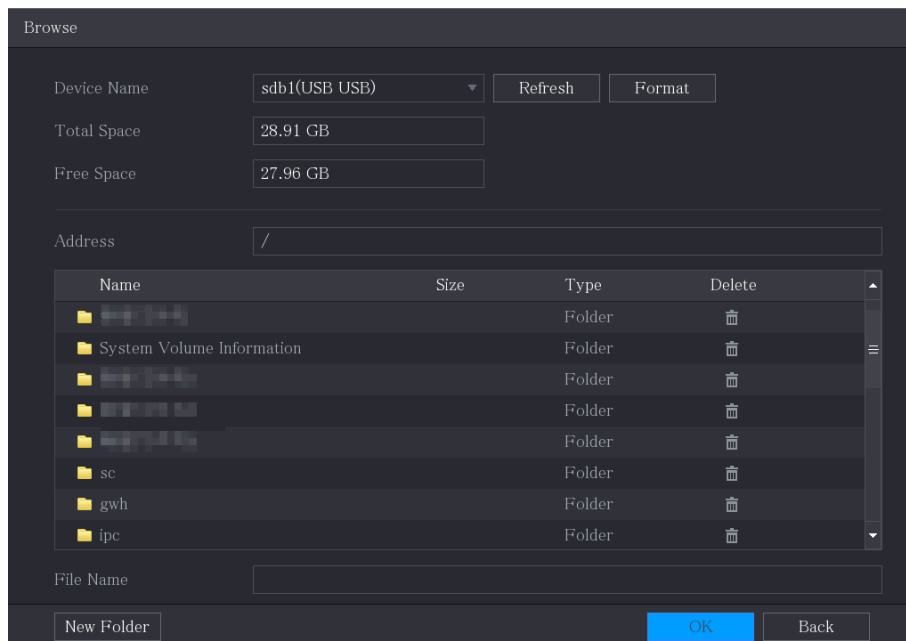 Browse
Device Name sdb1(USB USB) Refresh Format
Total Space 28.91 GB
Free Space 27.96 GB
Address /
Name Size Type Delete
Folder
System Volume Information Folder
Folder
Folder
Folder
sc Folder
gwh Folder
ipc Folder
File Name
New Folder OK Back